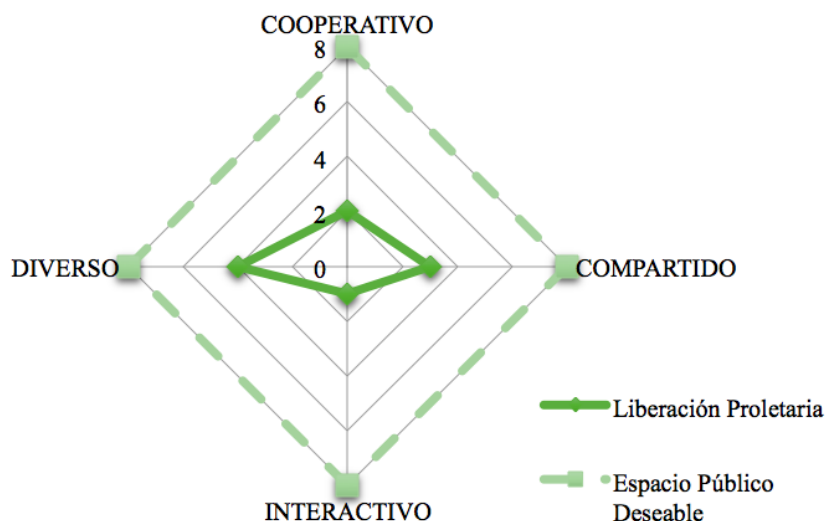 COOPERATIVO
8
6
4
2
0
DIVERSO
COMPARTIDO
INTERACTIVO
Liberación Proletaria
Espacio Público
Deseable